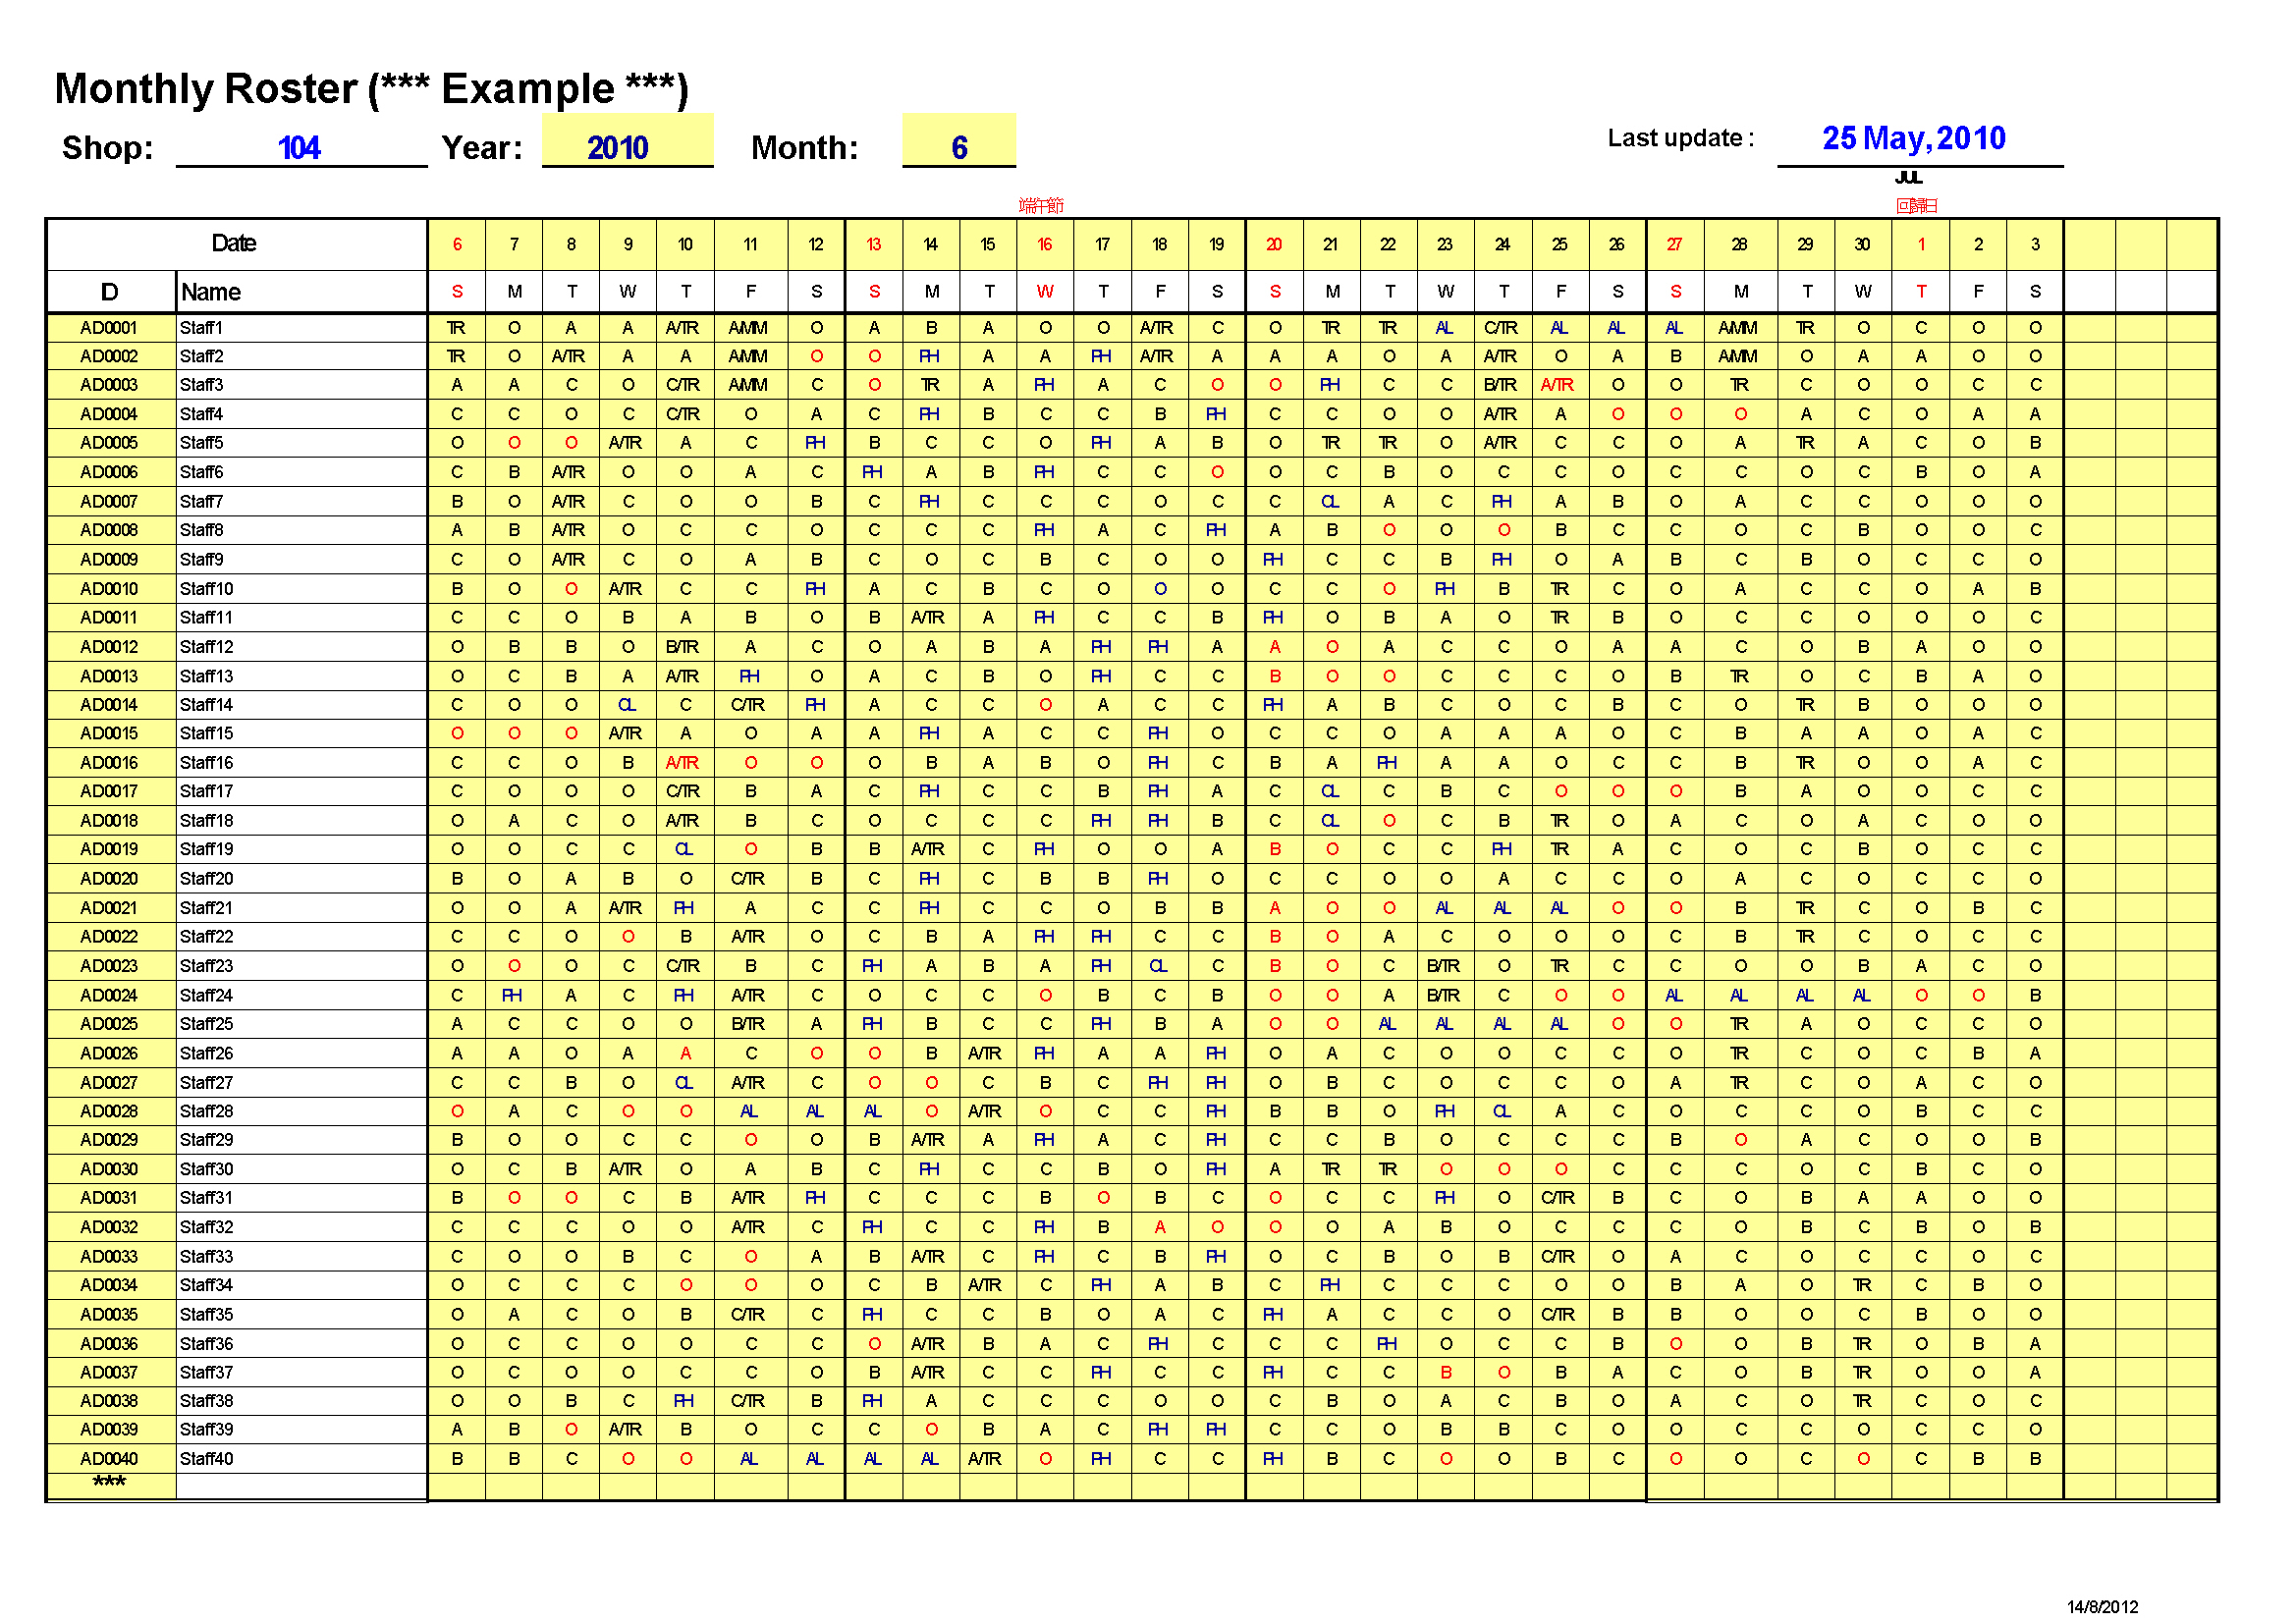 Monthly Roster (*** Example ***)
Shop: 104 Year: 2010 Month: 6 Last update : 25 May, 2010
JUL
端午節 回歸日
Date 6 7 8 9 10 11 12 13 14 15 16 17 18 19 20 21 22 23 24 25 26 27 28 29 30 1 2 3
D Name S M T W T F S S M T W T F S S M T W T F S S M T W T F S
AD0001 Staff1 TR O A A A/TR A/MM O A B A O O A/TR C O TR TR AL C/TR AL AL AL A/MM TR O C O O
AD0002 Staff2 TR O A/TR A A A/MM O O PH A A PH A/TR A A A O A A/TR O A B A/MM O A A O O
AD0003 Staff3 A A C O C/TR A/MM C O TR A PH A C O O PH C C B/TR A/TR O O TR C O O C C
AD0004 Staff4 C C O C C/TR O A C PH B C C B PH C C O O A/TR A O O O A C O A A
AD0005 Staff5 O O O A/TR A C PH B C C O PH A B O TR TR O A/TR C C O A TR A C O B
AD0006 Staff6 C B A/TR O O A C PH A B PH C C O O C B O C C O C C O C B O A
AD0007 Staff7 B O A/TR C O O B C PH C C C O C C CL A C PH A B O A C C O O O
AD0008 Staff8 A B A/TR O C C O C C C PH A C PH A B O O O B C C O C B O O C
AD0009 Staff9 C O A/TR C O A B C O C B C O O PH C C B PH O A B C B O C C O
AD0010 Staff10 B O O A/TR C C PH A C B C O O O C C O PH B TR C O A C C O A B
AD0011 Staff11 C C O B A B O B A/TR A PH C C B PH O B A O TR B O C C O O O C
AD0012 Staff12 O B B O B/TR A C O A B A PH PH A A O A C C O A A C O B A O O
AD0013 Staff13 O C B A A/TR PH O A C B O PH C C B O O C C C O B TR O C B A O
AD0014 Staff14 C O O CL C C/TR PH A C C O A C C PH A B C O C B C O TR B O O O
AD0015 Staff15 O O O A/TR A O A A PH A C C PH O C C O A A A O C B A A O A C
AD0016 Staff16 C C O B A/TR O O O B A B O PH C B A PH A A O C C B TR O O A C
AD0017 Staff17 C O O O C/TR B A C PH C C B PH A C CL C B C O O O B A O O C C
AD0018 Staff18 O A C O A/TR B C O C C C PH PH B C CL O C B TR O A C O A C O O
AD0019 Staff19 O O C C CL O B B A/TR C PH O O A B O C C PH TR A C O C B O C C
AD0020 Staff20 B O A B O C/TR B C PH C B B PH O C C O O A C C O A C O C C O
AD0021 Staff21 O O A A/TR PH A C C PH C C O B B A O O AL AL AL O O B TR C O B C
AD0022 Staff22 C C O O B A/TR O C B A PH PH C C B O A C O O O C B TR C O C C
AD0023 Staff23 O O O C C/TR B C PH A B A PH CL C B O C B/TR O TR C C O O B A C O
AD0024 Staff24 C PH A C PH A/TR C O C C O B C B O O A B/TR C O O AL AL AL AL O O B
AD0025 Staff25 A C C O O B/TR A PH B C C PH B A O O AL AL AL AL O O TR A O C C O
AD0026 Staff26 A A O A A C O O B A/TR PH A A PH O A C O O C C O TR C O C B A
AD0027 Staff27 C C B O CL A/TR C O O C B C PH PH O B C O C C O A TR C O A C O
AD0028 Staff28 O A C O O AL AL AL O A/TR O C C PH B B O PH CL A C O C C O B C C
AD0029 Staff29 B O O C C O O B A/TR A PH A C PH C C B O C C C B O A C O O B
AD0030 Staff30 O C B A/TR O A B C PH C C B O PH A TR TR O O O C C C O C B C O
AD0031 Staff31 B O O C B A/TR PH C C C B O B C O C C PH O C/TR B C O B A A O O
AD0032 Staff32 C C C O O A/TR C PH C C PH B A O O O A B O C C C O B C B O B
AD0033 Staff33 C O O B C O A B A/TR C PH C B PH O C B O B C/TR O A C O C C O C
AD0034 Staff34 O C C C O O O C B A/TR C PH A B C PH C C C O O B A O TR C B O
AD0035 Staff35 O A C O B C/TR C PH C C B O A C PH A C C O C/TR B B O O C B O O
AD0036 Staff36 O C C O O C C O A/TR B A C PH C C C PH O C C B O O B TR O B A
AD0037 Staff37 O C O O C C O B A/TR C C PH C C PH C C B O B A C O B TR O O A
AD0038 Staff38 O O B C PH C/TR B PH A C C C O O C B O A C B O A C O TR C O C
AD0039 Staff39 A B O A/TR B O C C O B A C PH PH C C O B B C O O C C O C C O
AD0040 Staff40 B B C O O AL AL AL AL A/TR O PH C C PH B C O O B C O O C O C B B
***
14/8/2012